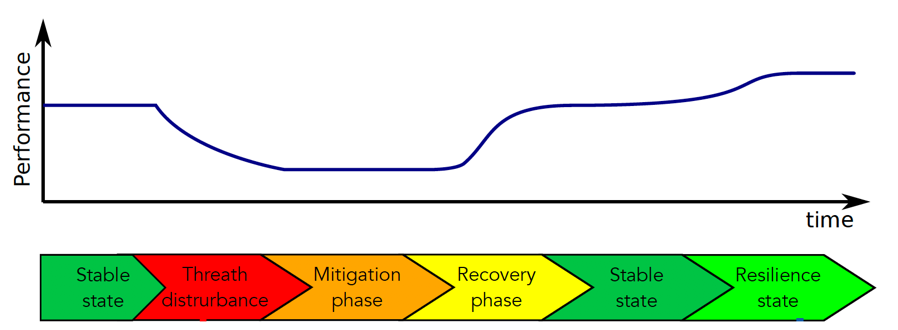 Performance
time
Stable
state
Threath
distrurbance
Mitigation
phase
Recovery
phase
Stable
state
Resilience
state